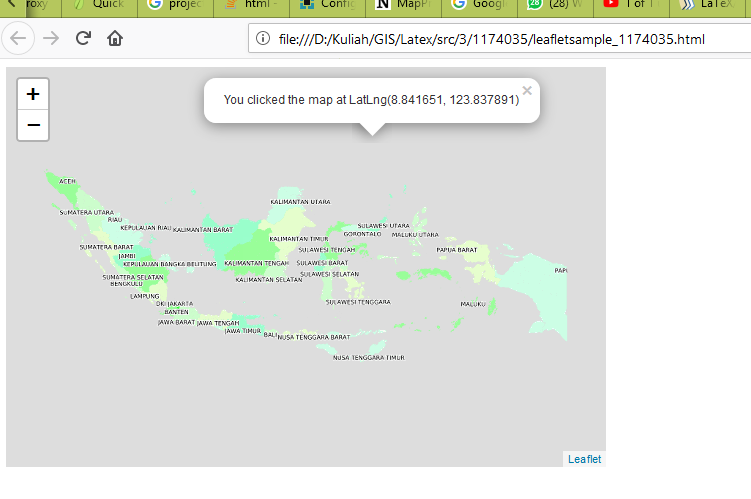 roxy
Quick
projec
html -
Config
MapP
Googl
(28) W
1 of T
LaTeX
file:///D:/Kuliah/GIS/Latex/src/3/1174035/leafletsample_1174035.html
+
−
You clicked the map at LatLng(8.841651, 123.837891)
×
ACEH
SUMATERA UTARA
RIAU
KEPULAUAN RIAU
KALIMANTAN BARAT
KALIMANTAN UTARA
KALIMANTAN TIMUR
SULAWESI UTARA
GORONTALO
MALUKU UTARA
SUMATERA BARAT
JAMBI
KEPULAUAN BANGKA BELITUNG
KALIMANTAN TENGAH
SULAWESI TENGAH
SULAWESI BARAT
PAPUA BARAT
PAPU
SUMATERA SELATAN
BENGKULU
KALIMANTAN SELATAN
SULAWESI SELATAN
LAMPUNG
DKI JAKARTA
BANTEN
SULAWESI TENGGARA
MALUKU
JAWA BARAT
JAWA TENGAH
JAWA TIMUR
BALI
NUSA TENGGARA BARAT
NUSA TENGGARA TIMUR
Leaflet